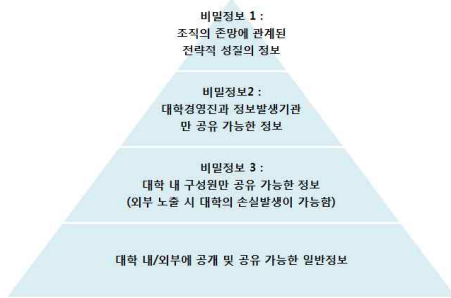 비밀정보 1 :
조직의 존망에 관계된
전략적 성질의 정보
비밀정보2 :
대학경영진과 정보발생기관
만 공유 가능한 정보
비밀정보 3 :
대학 내 구성원만 공유 가능한 정보
(외부 노출 시 대학의 손실발생이 가능함)
대학 내/외부에 공개 및 공유 가능한 일반정보